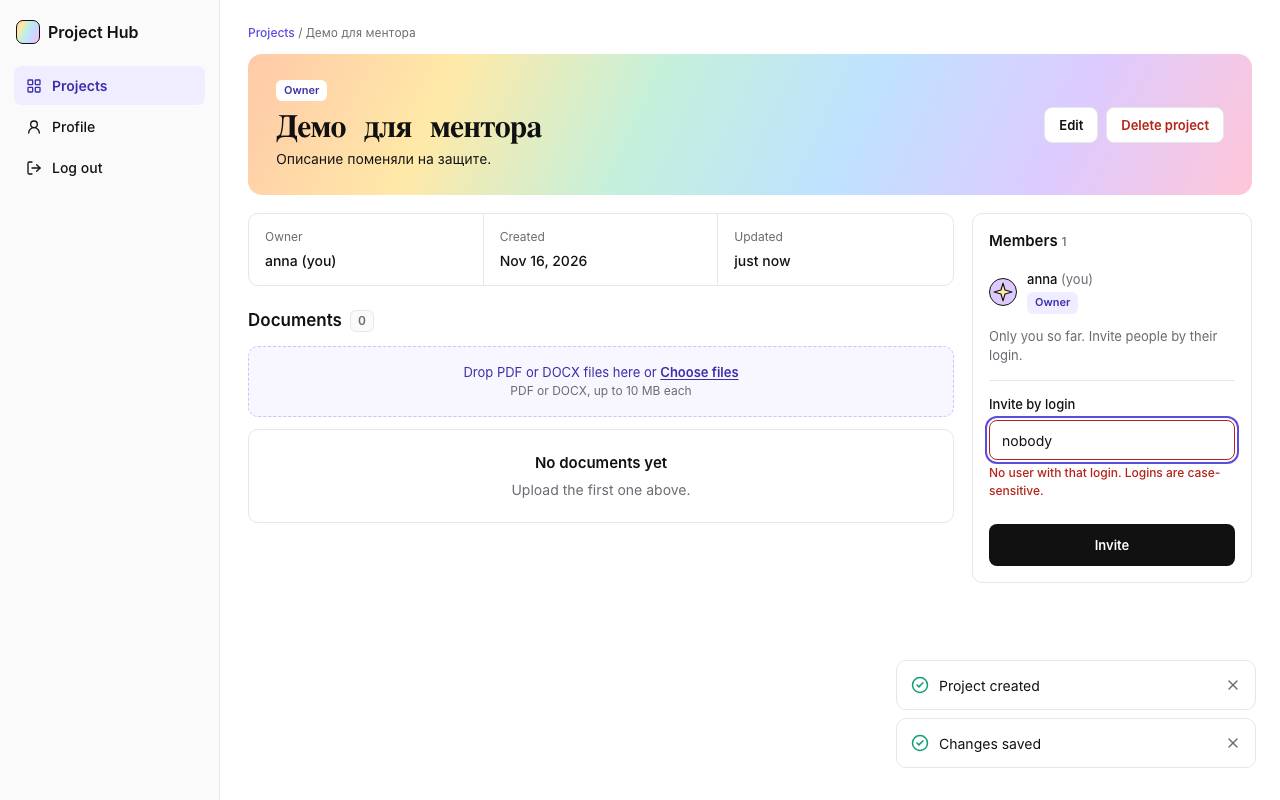 Project Hub
Projects
Profile
Log out
Projects / Демо для ментора
Owner
Демо для ментора
Описание поменяли на защите.
Edit
Delete project
Owner
anna (you)
Created
Nov 16, 2026
Updated
just now
Documents 0
Drop PDF or DOCX files here or Choose files
PDF or DOCX, up to 10 MB each
No documents yet
Upload the first one above.
Members 1
anna (you)
Owner
Only you so far. Invite people by their
login.
Invite by login
nobody
No user with that login. Logins are case-
sensitive.
Invite
Project created
Changes saved